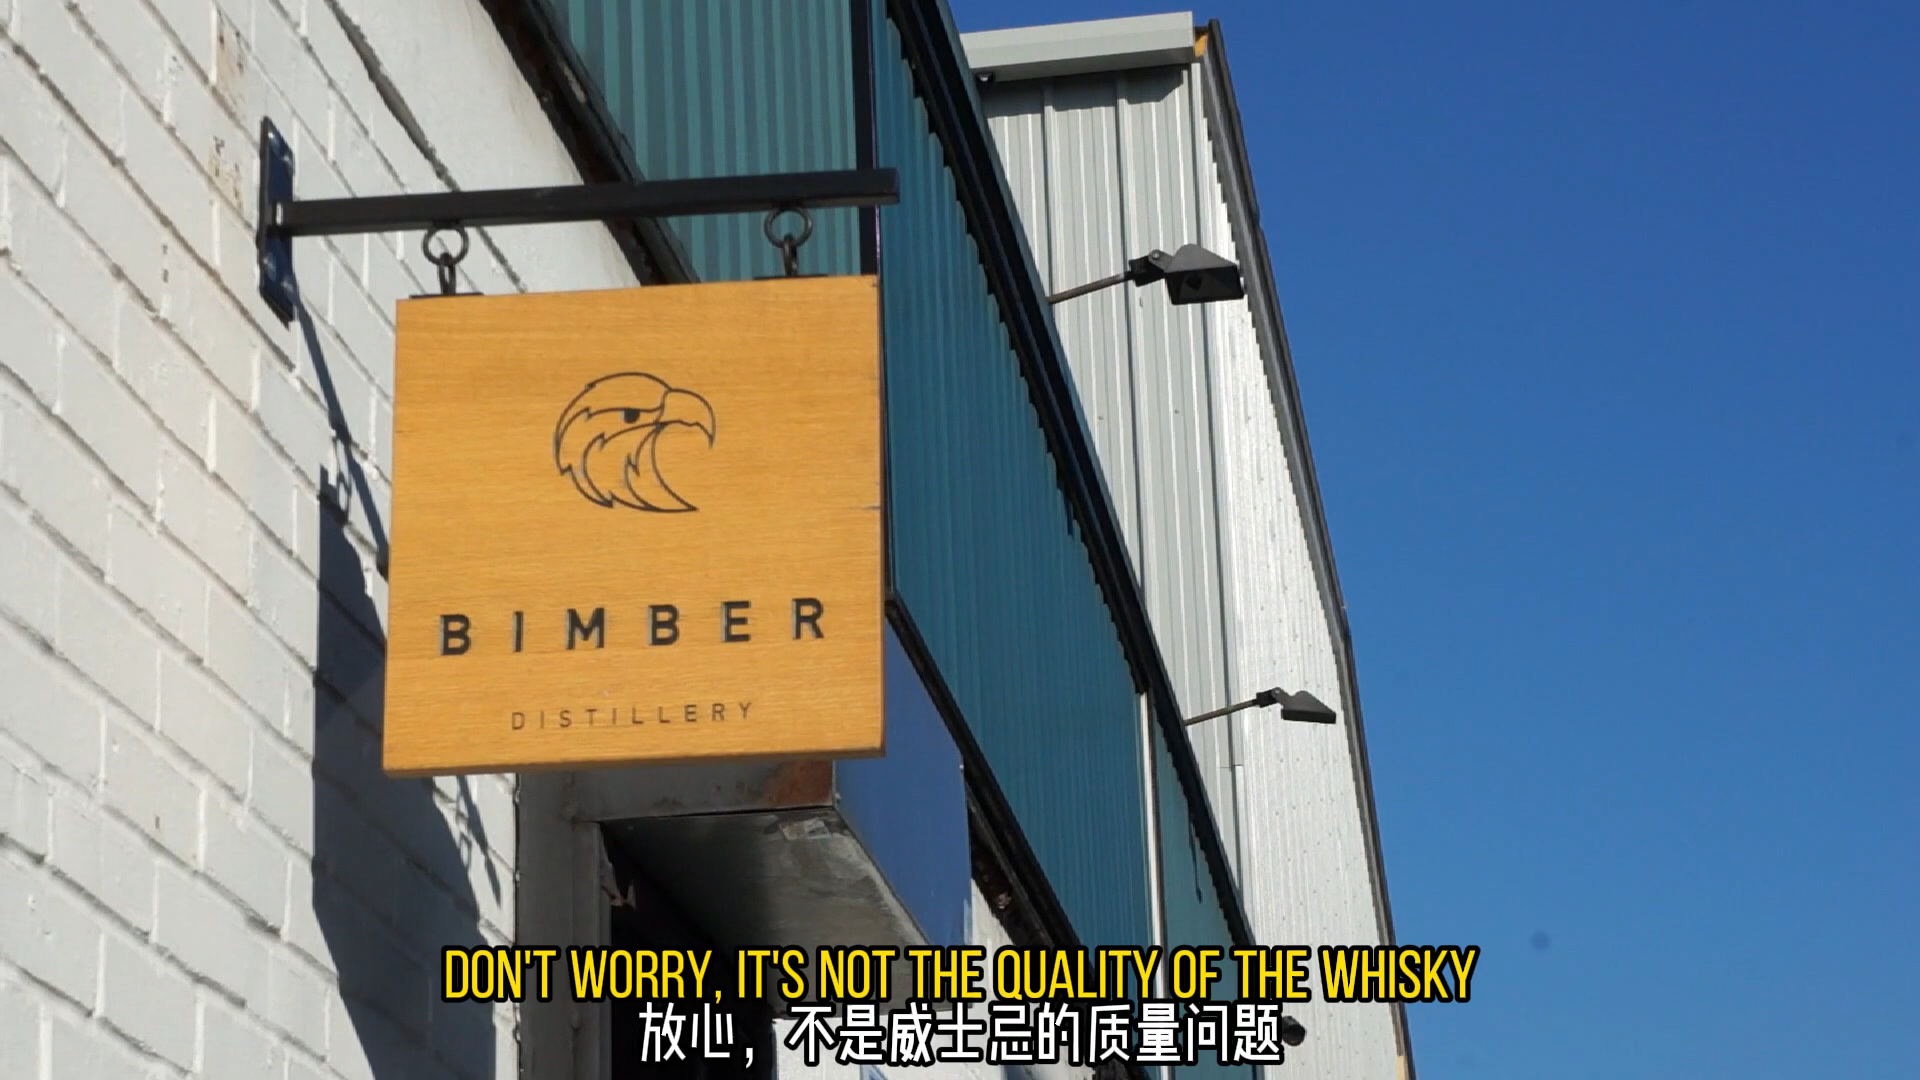 BIMBER
DISTILLERY
DON'T WORRY, IT'S NOT THE QUALITY OF THE WHISKY
放心，不是威士忌的质量问题